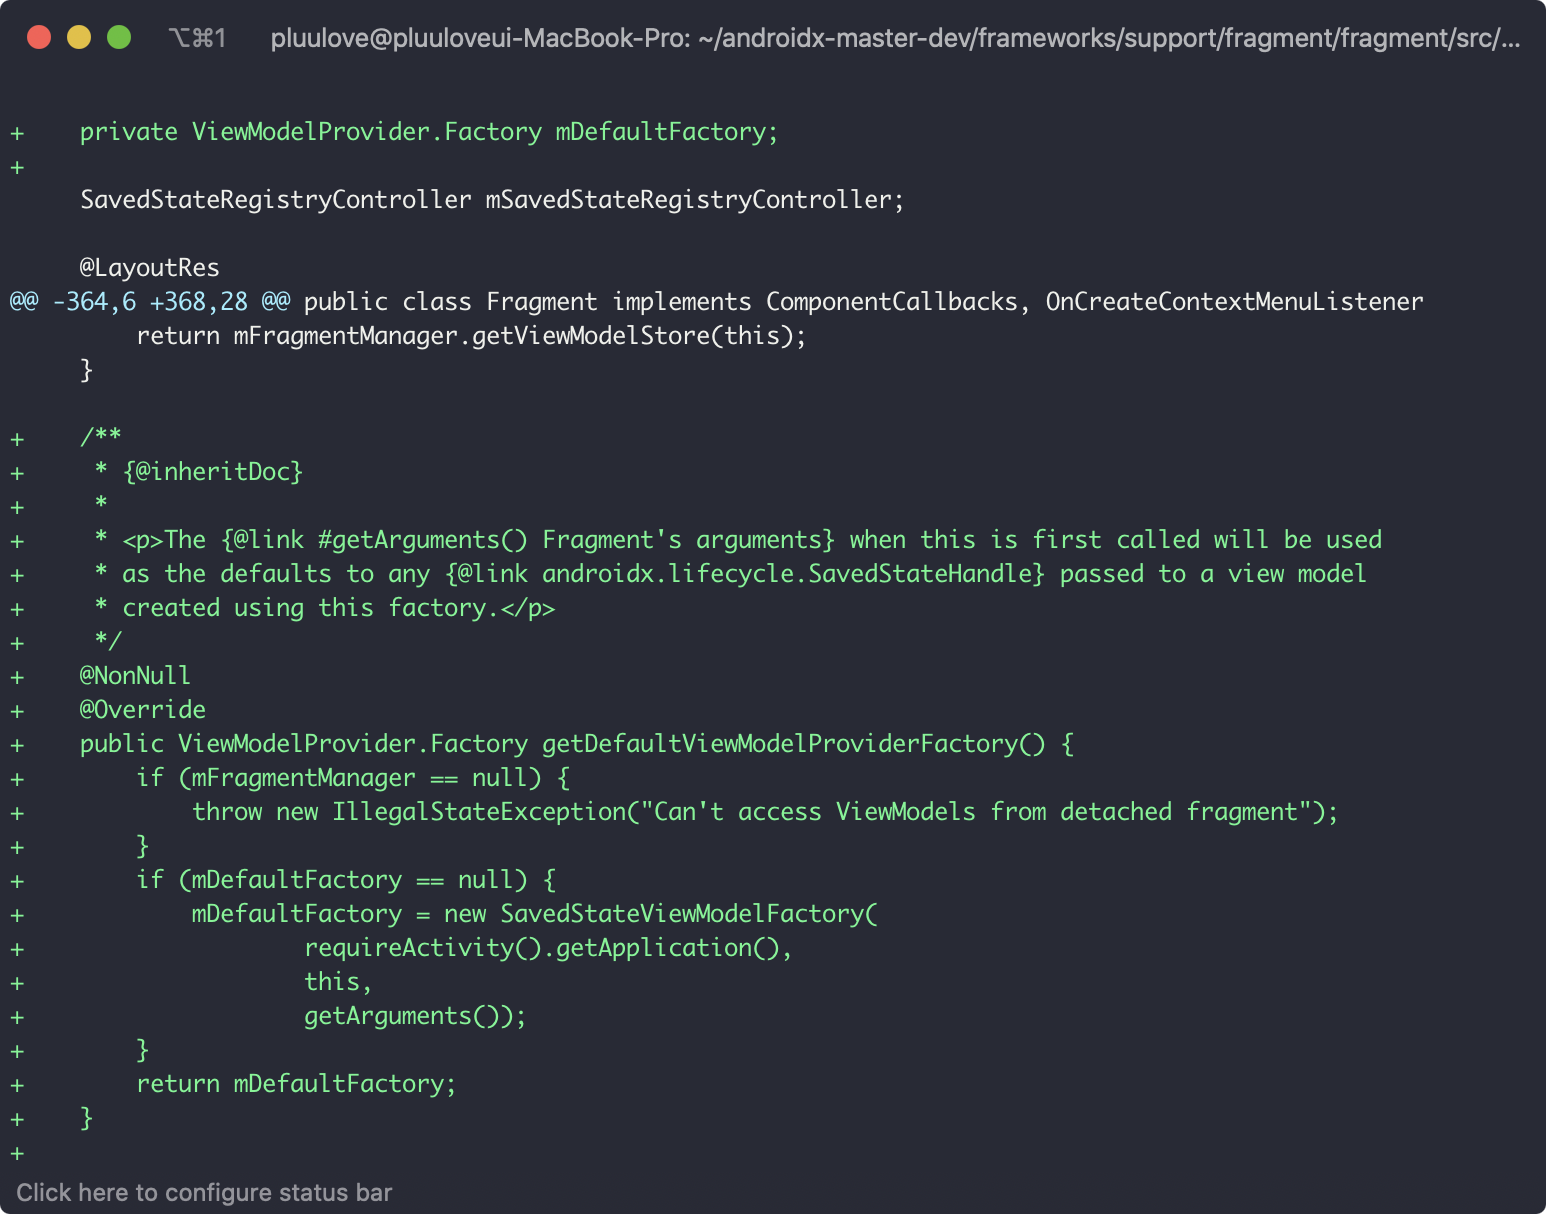 ⌥⌘1 pluulove@pluuloveui-MacBook-Pro: ~/androidx-master-dev/frameworks/support/fragment/fragment/src/...
+    private ViewModelProvider.Factory mDefaultFactory;
+
     SavedStateRegistryController mSavedStateRegistryController;
     @LayoutRes
@@ -364,6 +368,28 @@ public class Fragment implements ComponentCallbacks, OnCreateContextMenuListener
         return mFragmentManager.getViewModelStore(this);
     }
+    /**
+     * {@inheritDoc}
+     *
+     * <p>The {@link #getArguments() Fragment's arguments} when this is first called will be used
+     * as the defaults to any {@link androidx.lifecycle.SavedStateHandle} passed to a view model
+     * created using this factory.</p>
+     */
+    @NonNull
+    @Override
+    public ViewModelProvider.Factory getDefaultViewModelProviderFactory() {
+        if (mFragmentManager == null) {
+            throw new IllegalStateException("Can't access ViewModels from detached fragment");
+        }
+        if (mDefaultFactory == null) {
+            mDefaultFactory = new SavedStateViewModelFactory(
+                    requireActivity().getApplication(),
+                    this,
+                    getArguments());
+        }
+        return mDefaultFactory;
+    }
+
Click here to configure status bar